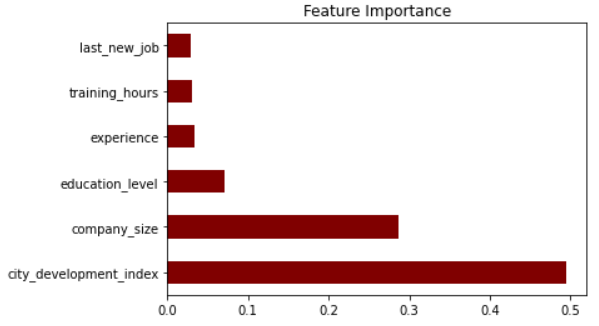 Feature Importance
last_new_job
training_hours
experience
education_level
company_size
city_development_index
0.0 0.1 0.2 0.3 0.4 0.5